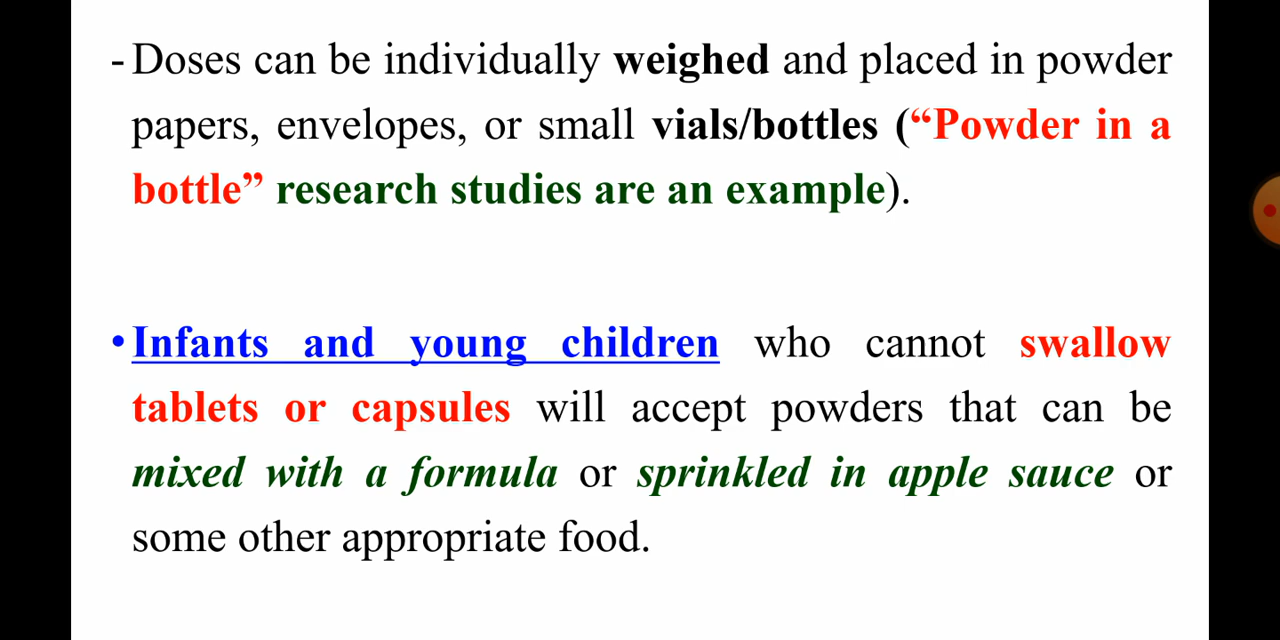 - Doses can be individually weighed and placed in powder
papers, envelopes, or small vials/bottles (“Powder in a
bottle” research studies are an example).
• Infants and young children who cannot swallow
tablets or capsules will accept powders that can be
mixed with a formula or sprinkled in apple sauce or
some other appropriate food.